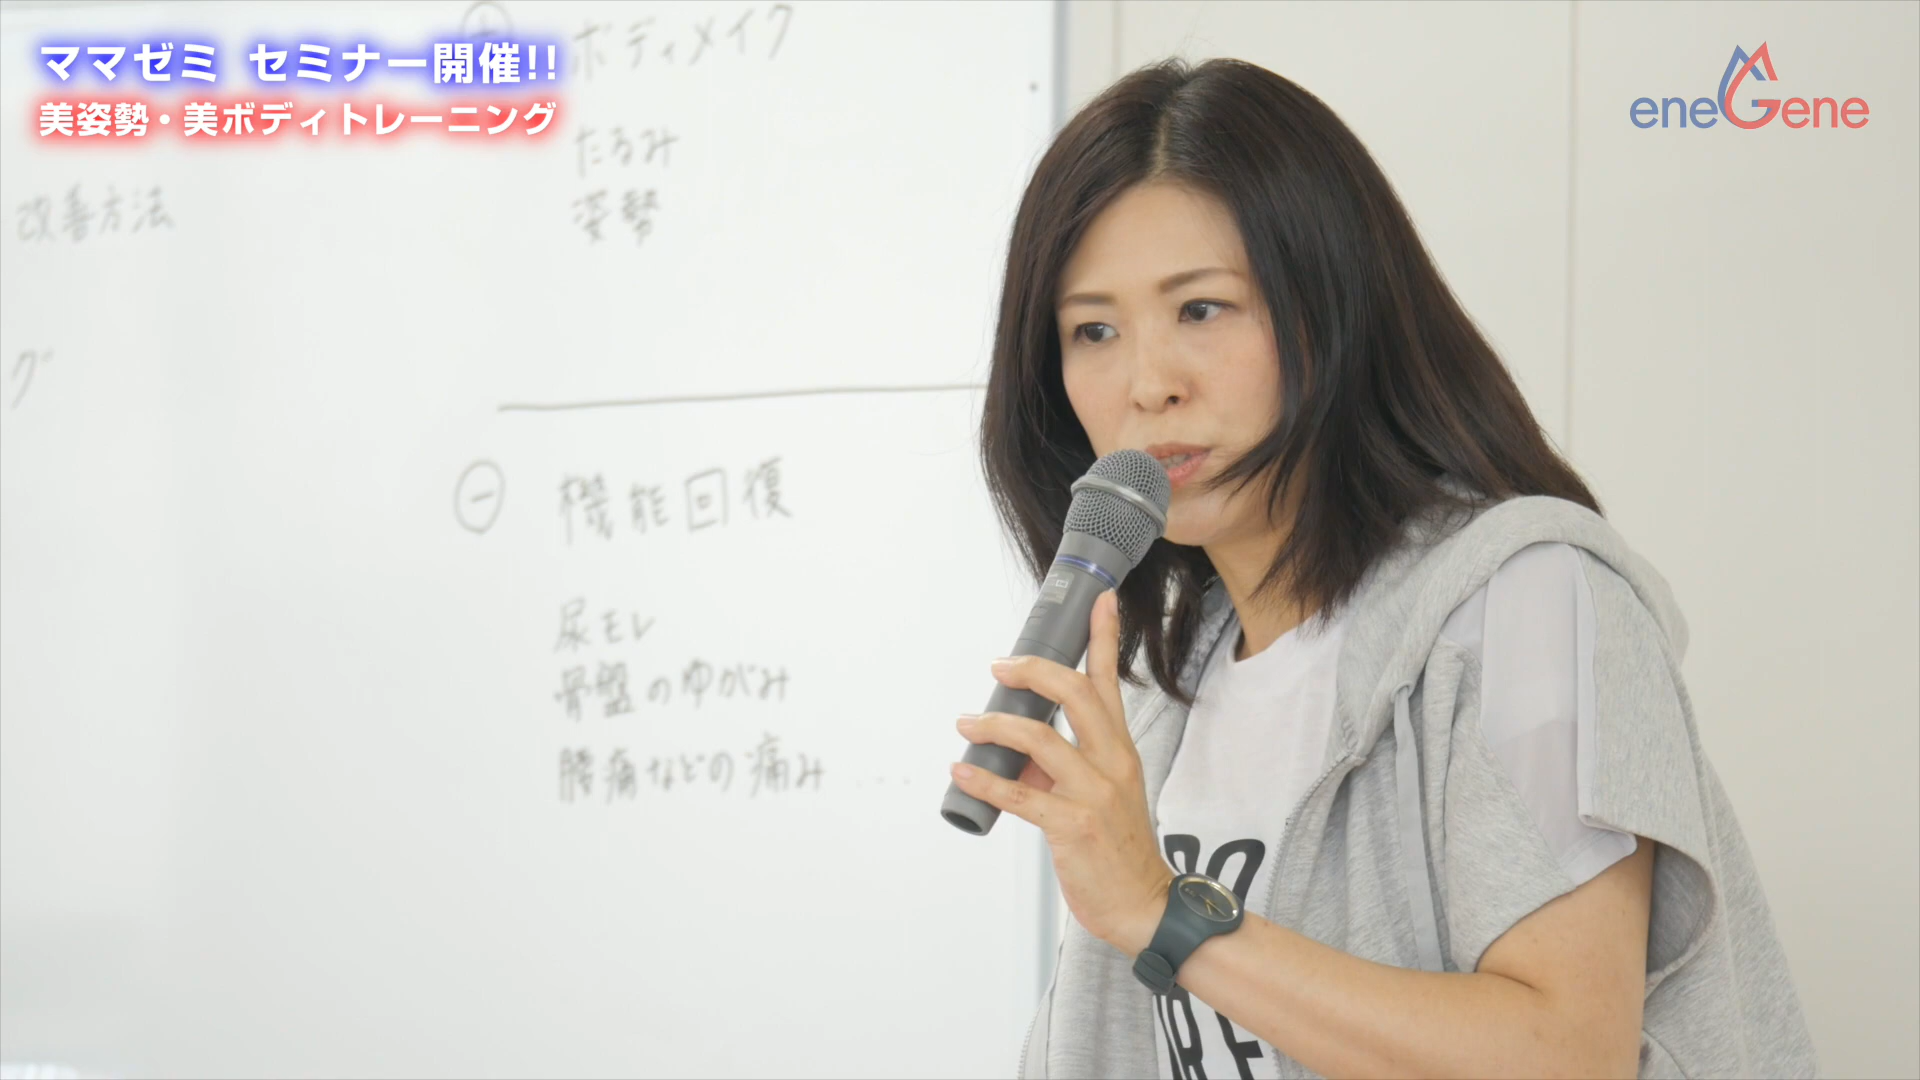 ママゼミ セミナー開催!!
美姿勢・美ボディトレーニング
eneGene
改善方法
グ
⊕ ボディメイク
たるみ
姿勢
⊖ 機能回復
尿モレ
骨盤のゆがみ
腰痛などの痛み...